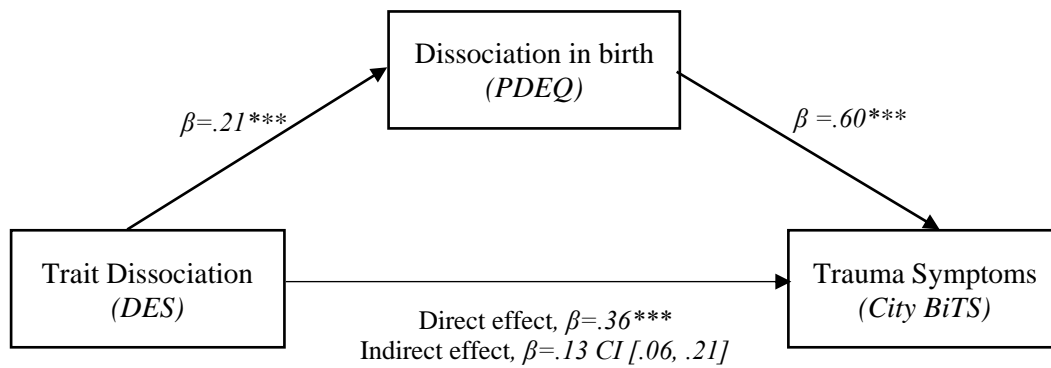 Dissociation in birth
(PDEQ)
β=.21***
β =.60***
Trait Dissociation
(DES)
Trauma Symptoms
(City BiTS)
Direct effect, β=.36***
Indirect effect, β=.13 CI [.06, .21]